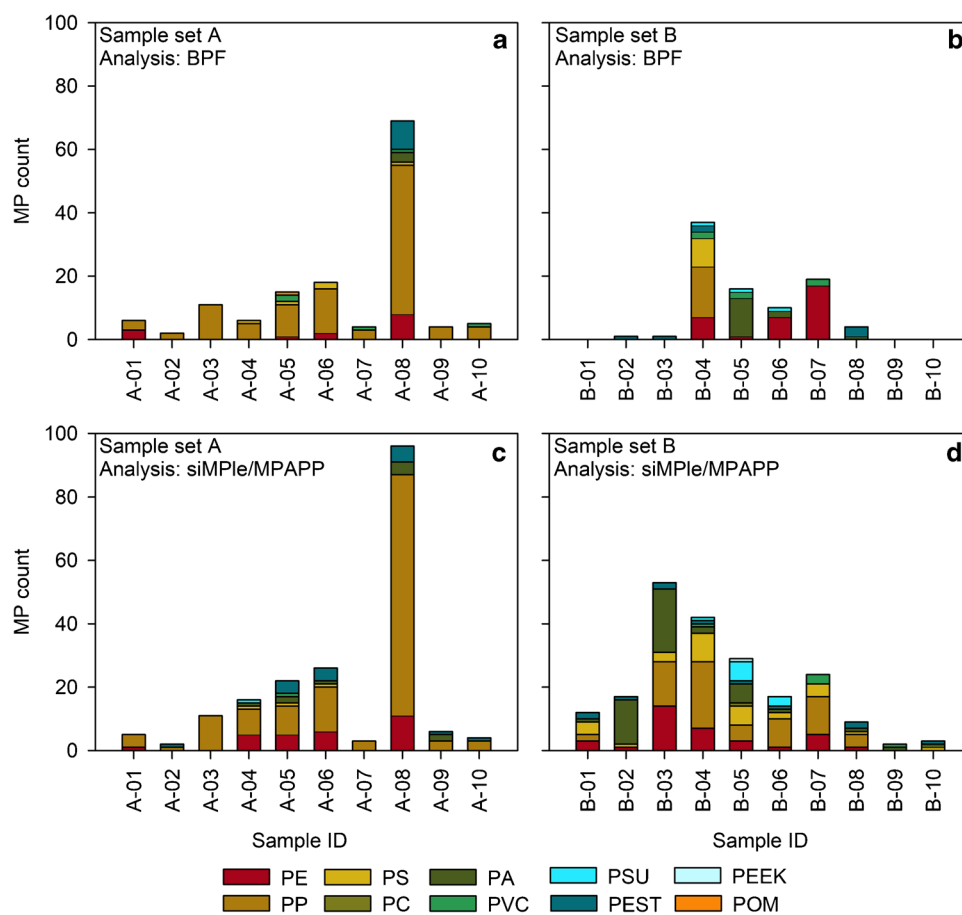 Sample set A
Analysis: BPF
a
100
80
60
40
20
0
MP count
A-01
A-02
A-03
A-04
A-05
A-06
A-07
A-08
A-09
A-10
Sample set B
Analysis: BPF
b
B-01
B-02
B-03
B-04
B-05
B-06
B-07
B-08
B-09
B-10
Sample set A
Analysis: siMPle/MPAPP
c
100
80
60
40
20
0
MP count
A-01
A-02
A-03
A-04
A-05
A-06
A-07
A-08
A-09
A-10
Sample ID
Sample set B
Analysis: siMPle/MPAPP
d
B-01
B-02
B-03
B-04
B-05
B-06
B-07
B-08
B-09
B-10
Sample ID
PE PS PA PSU PEEK
PP PC PVC PEST POM